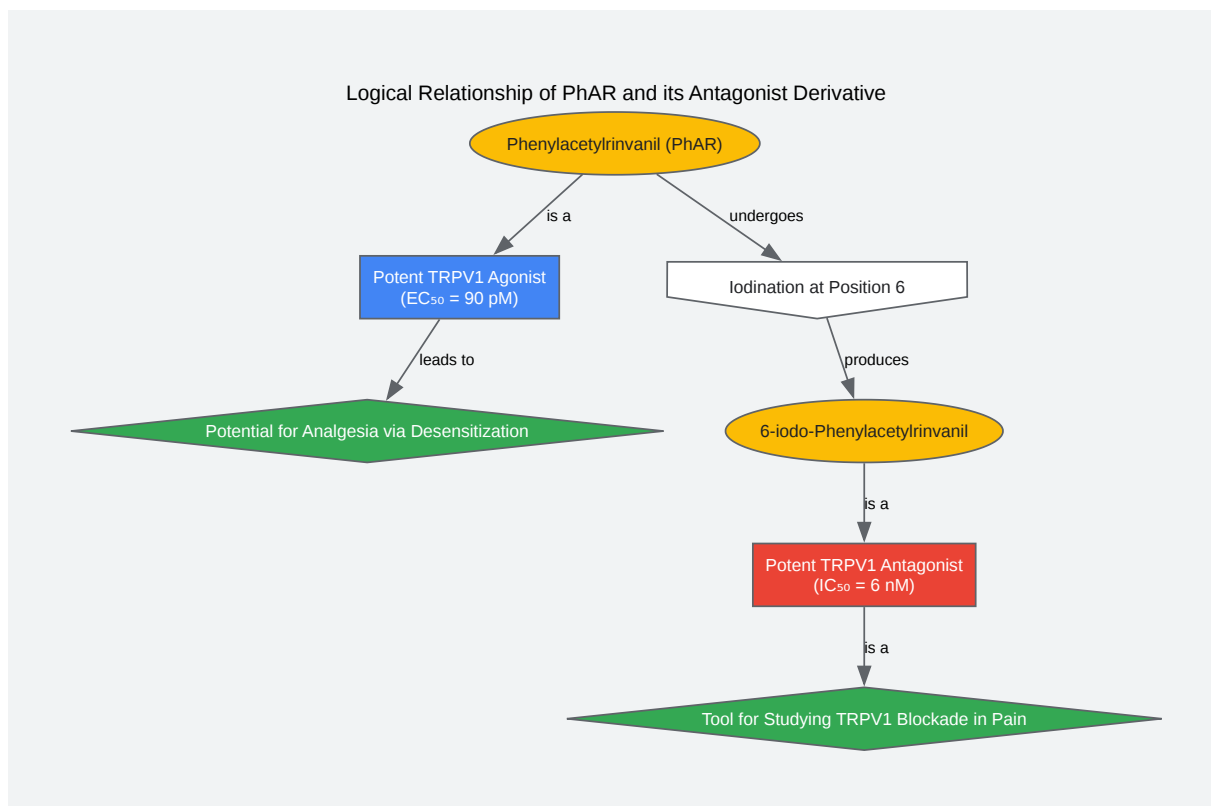 Logical Relationship of PhAR and its Antagonist Derivative
Phenylacetylrinvanil (PhAR)
is a
undergoes
Potent TRPV1 Agonist
(EC₅₀ = 90 pM)
Iodination at Position 6
leads to
produces
Potential for Analgesia via Desensitization
6-iodo-Phenylacetylrinvanil
is a
Potent TRPV1 Antagonist
(IC₅₀ = 6 nM)
is a
Tool for Studying TRPV1 Blockade in Pain